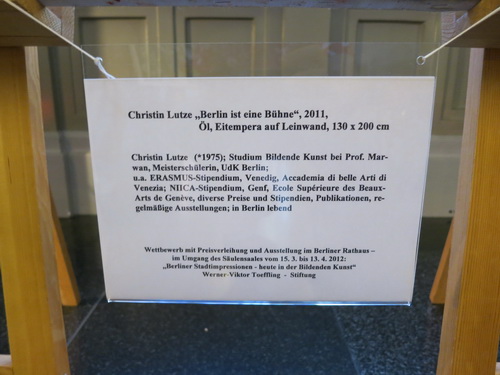 Christin Lutze „Berlin ist eine Bühne“, 2011,
Öl, Eitempera auf Leinwand, 130 x 200 cm
Christin Lutze (*1975); Studium Bildende Kunst bei Prof. Mar-
wan, Meisterschülerin, UdK Berlin;
u.a. ERASMUS-Stipendium, Venedig, Accademia di belle Arti di
Venezia; NIICA-Stipendium, Genf, Ecole Supérieure des Beaux-
Arts de Genève, diverse Preise und Stipendien, Publikationen, re-
gelmäßige Ausstellungen; in Berlin lebend
Wettbewerb mit Preisverleihung und Ausstellung im Berliner Rathaus –
im Umgang des Säulensaales vom 15. 3. bis 13. 4. 2012:
„Berliner Stadtimpressionen - heute in der Bildenden Kunst“
Werner-Viktor Toeffling - Stiftung